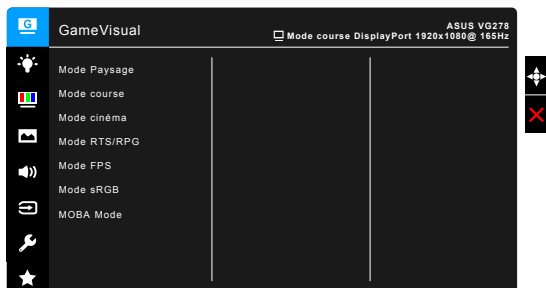 G
GameVisual
ASUS VG278
Mode course DisplayPort 1920x1080@ 165Hz
Mode Paysage
Mode course
Mode cinéma
Mode RTS/RPG
Mode FPS
Mode sRGB
MOBA Mode